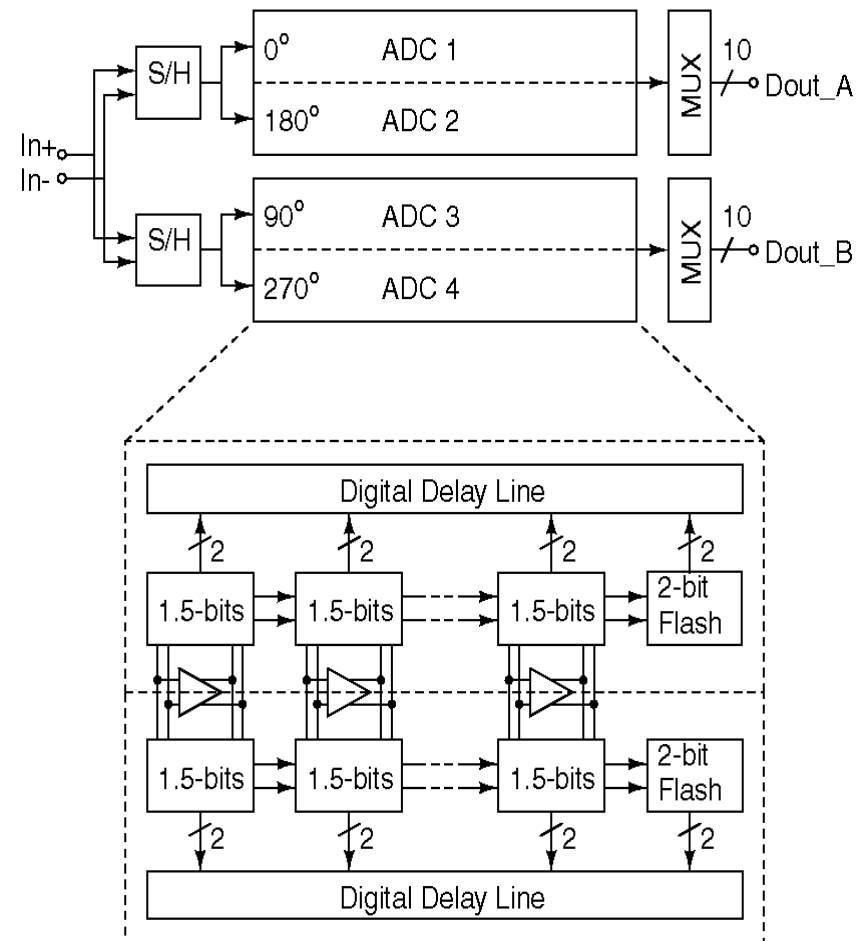 S/H
0° ADC 1
180° ADC 2
MUX
10
Dout_A
In+
In-
S/H
90° ADC 3
270° ADC 4
MUX
10
Dout_B
Digital Delay Line
2 2 2 2
1.5-bits 1.5-bits 1.5-bits 2-bit
Flash
1.5-bits 1.5-bits 1.5-bits 2-bit
Flash
2 2 2 2
Digital Delay Line